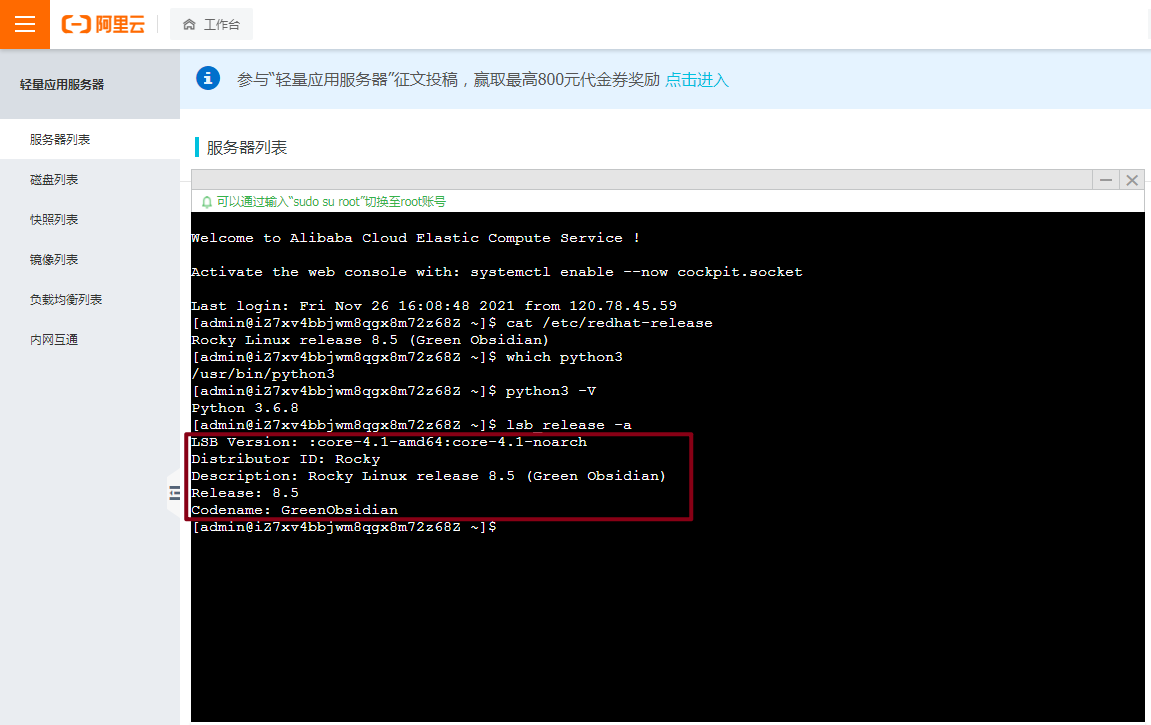 阿里云
工作台
轻量应用服务器
参与“轻量应用服务器”征文投稿，赢取最高800元代金券奖励 点击进入
服务器列表
磁盘列表
快照列表
镜像列表
负载均衡列表
内网互通
服务器列表
可以通过输入“sudo su root”切换至root账号
Welcome to Alibaba Cloud Elastic Compute Service !
Activate the web console with: systemctl enable --now cockpit.socket
Last login: Fri Nov 26 16:08:48 2021 from 120.78.45.59
[admin@iZ7xv4bbjwm8qgx8m72z68Z ~]$ cat /etc/redhat-release
Rocky Linux release 8.5 (Green Obsidian)
[admin@iZ7xv4bbjwm8qgx8m72z68Z ~]$ which python3
/usr/bin/python3
[admin@iZ7xv4bbjwm8qgx8m72z68Z ~]$ python3 -V
Python 3.6.8
[admin@iZ7xv4bbjwm8qgx8m72z68Z ~]$ lsb_release -a
LSB Version: :core-4.1-amd64:core-4.1-noarch
Distributor ID: Rocky
Description: Rocky Linux release 8.5 (Green Obsidian)
Release: 8.5
Codename: GreenObsidian
[admin@iZ7xv4bbjwm8qgx8m72z68Z ~]$